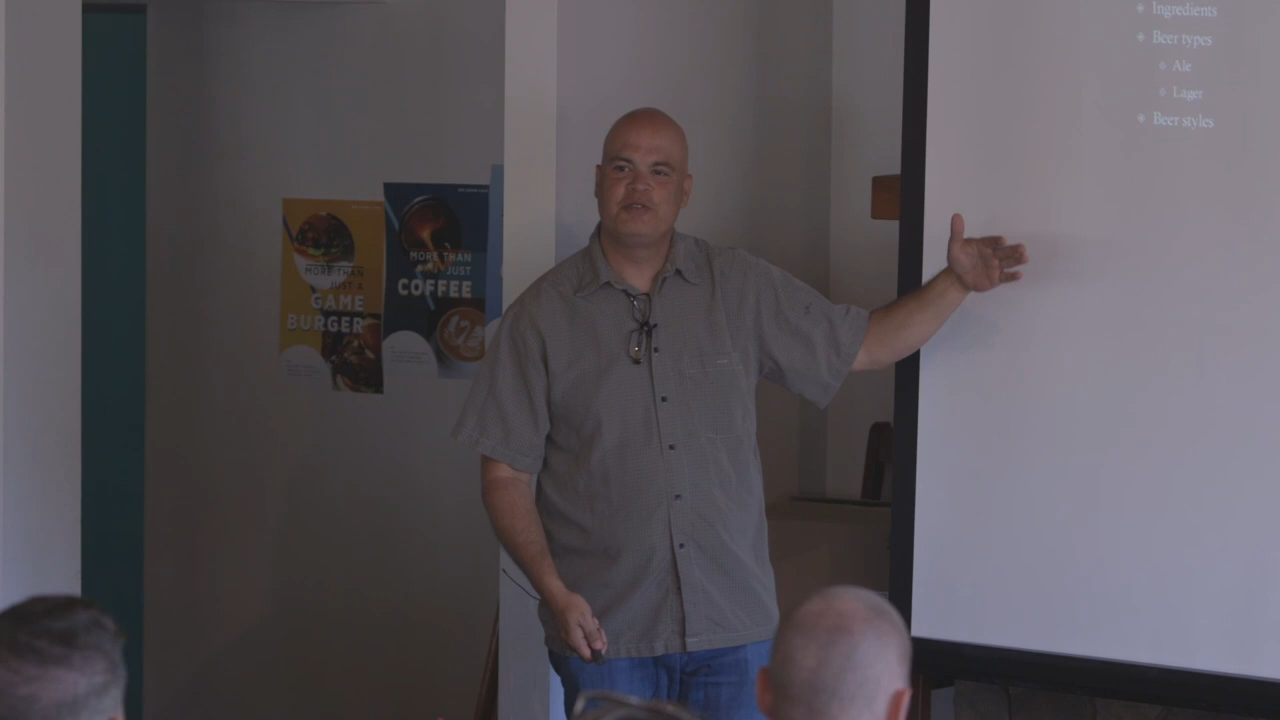 MORE THAN
JUST A
GAME
BURGER
MORE THAN
JUST
COFFEE
Ingredients
Beer types
Ale
Lager
Beer styles